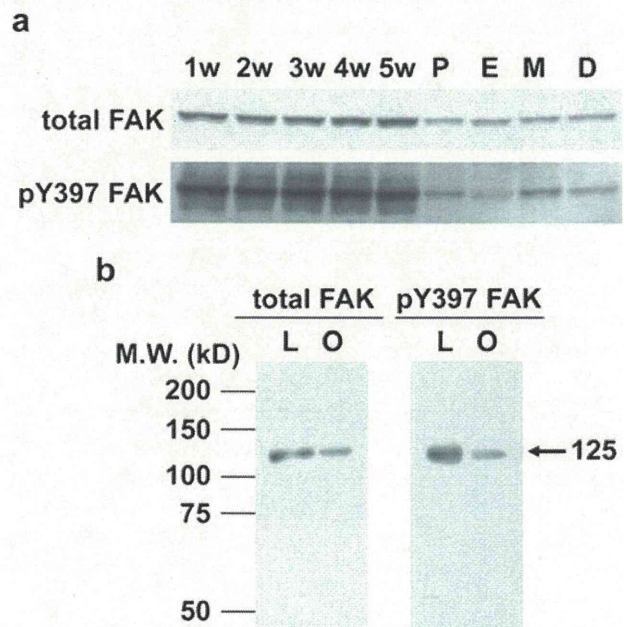 a
1w 2w 3w 4w 5w P E M D
total FAK
pY397 FAK
b
total FAK pY397 FAK
L O L O
M.W. (kD)
200
150
125
100
75
50